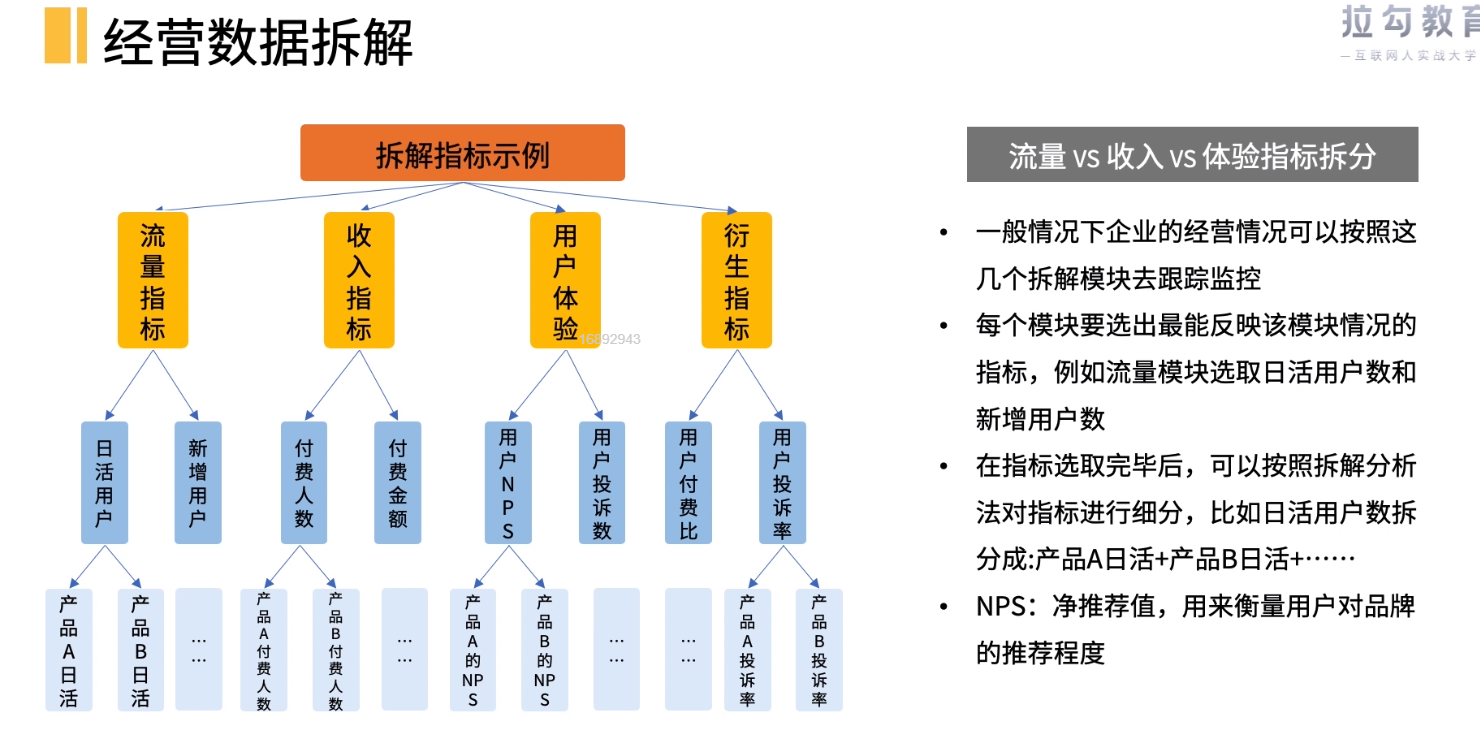 经营数据拆解
拉勾教育
—互联网人实战大学
拆解指标示例
流量指标
收入指标
用户体验
衍生指标
16892943
日活用户
新增用户
付费人数
付费金额
用户NPS
用户投诉数
用户付费比
用户投诉率
产品A日活
产品B日活
……
产品A付费人数
产品B付费人数
……
产品A的NPS
产品B的NPS
……
……
产品A投诉率
产品B投诉率
流量 vs 收入 vs 体验指标拆分
• 一般情况下企业的经营情况可以按照这
几个拆解模块去跟踪监控
• 每个模块要选出最能反映该模块情况的
指标，例如流量模块选取日活用户数和
新增用户数
• 在指标选取完毕后，可以按照拆解分析
法对指标进行细分，比如日活用户数拆
分成:产品A日活+产品B日活+……
• NPS：净推荐值，用来衡量用户对品牌
的推荐程度